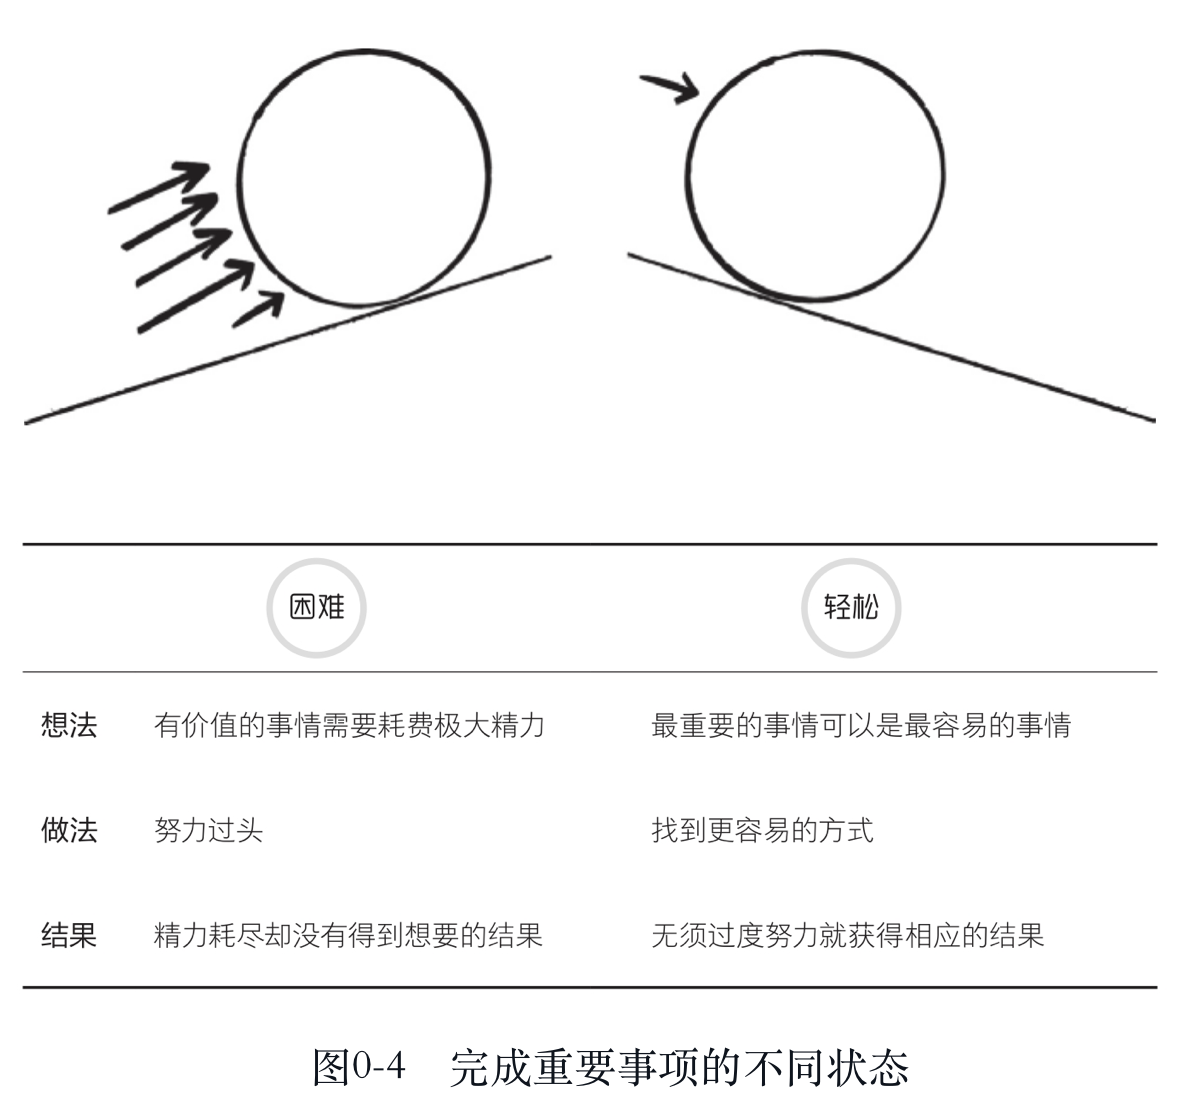 困难 轻松
想法 有价值的事情需要耗费极大精力 最重要的事情可以是最容易的事情
做法 努力过头 找到更容易的方式
结果 精力耗尽却没有得到想要的结果 无须过度努力就获得相应的结果
图0-4 完成重要事项的不同状态